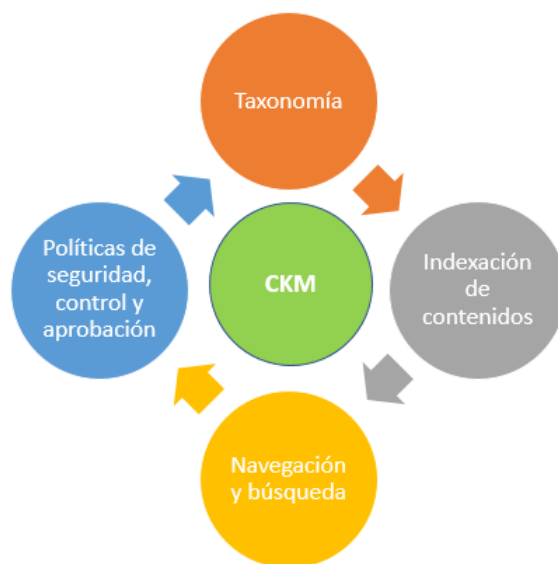 Taxonomía
Políticas de
seguridad,
control y
aprobación
CKM
Indexación
de
contenidos
Navegación
y búsqueda